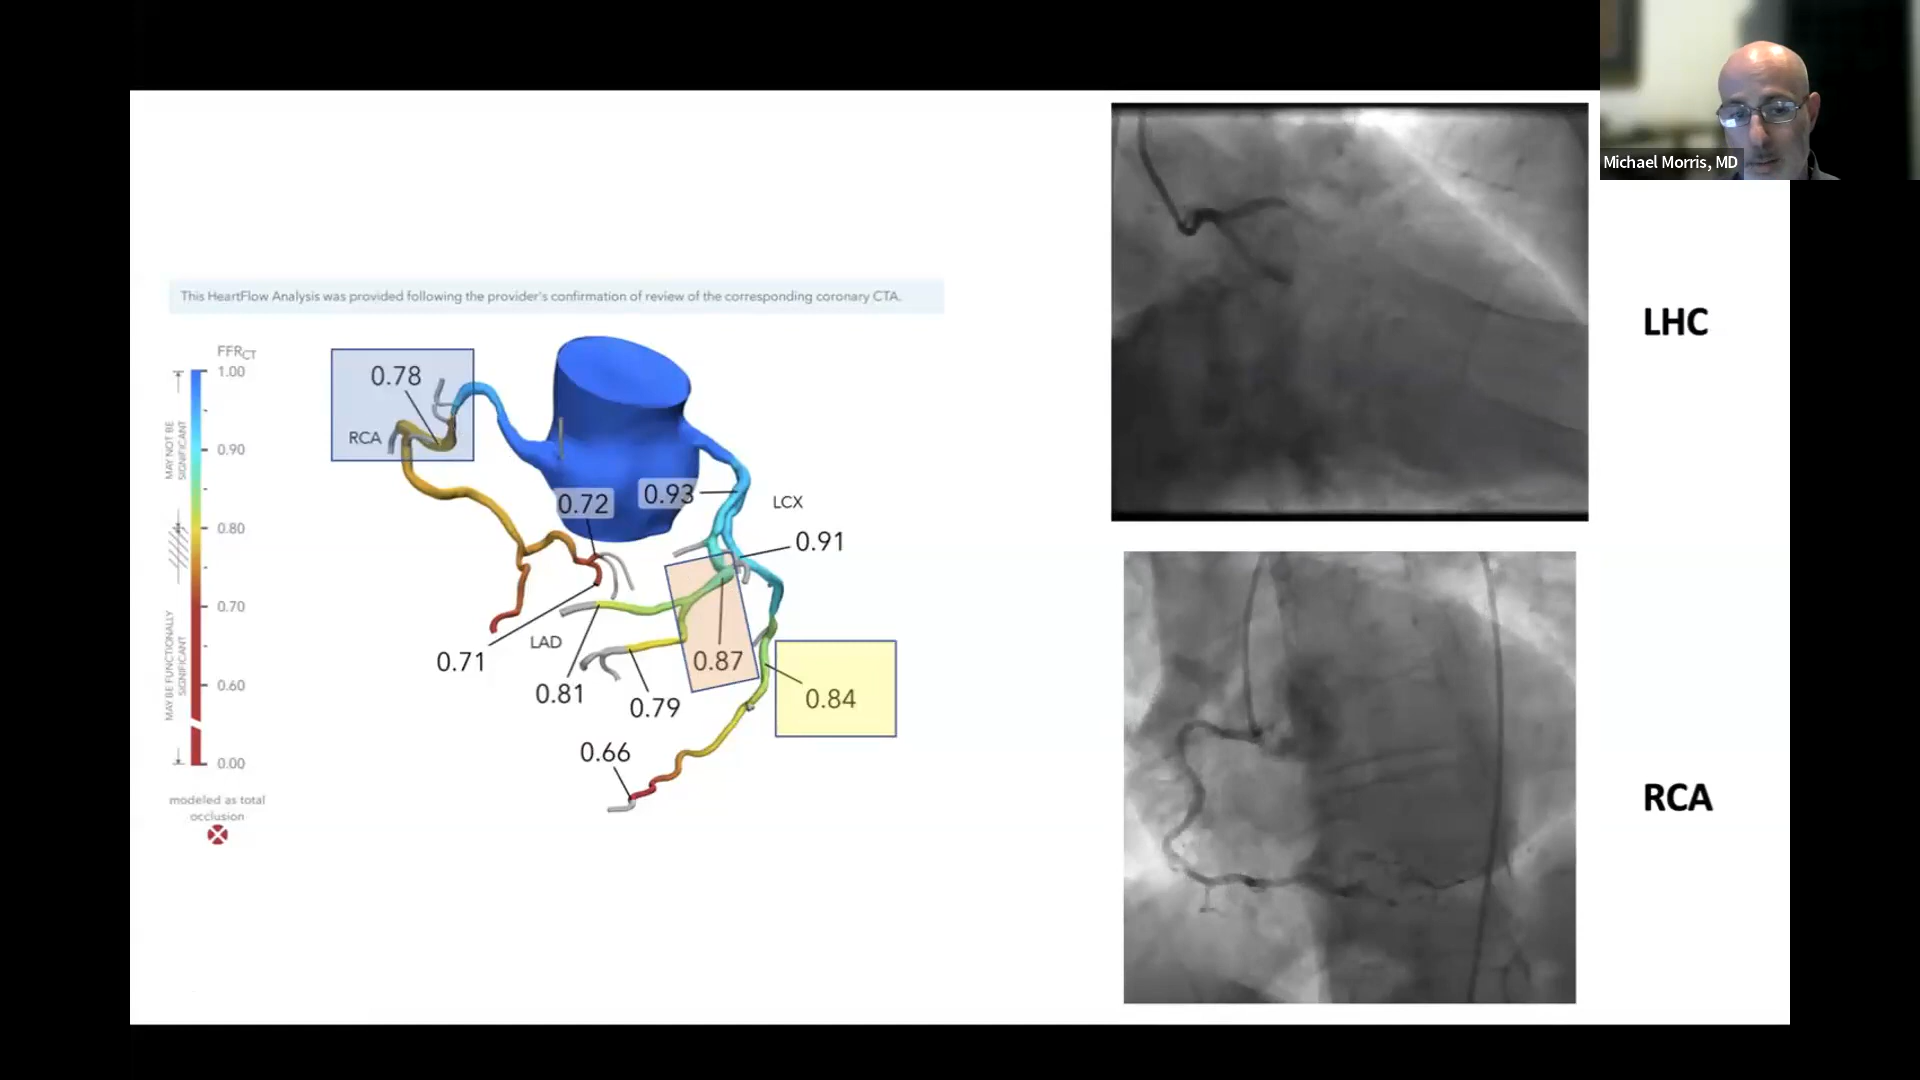 Michael Morris, MD
This HeartFlow Analysis was provided following the provider's confirmation of review of the corresponding coronary CTA.
FFRCT
1.00
0.90
0.80
0.70
0.60
0.00
MAY NOT BE
SIGNIFICANT
MAY BE FUNCTIONALLY
SIGNIFICANT
modeled as total
occlusion
0.78
RCA
0.72
0.93
LCX
0.91
LAD
0.71
0.81
0.79
0.87
0.84
0.66
LHC
RCA